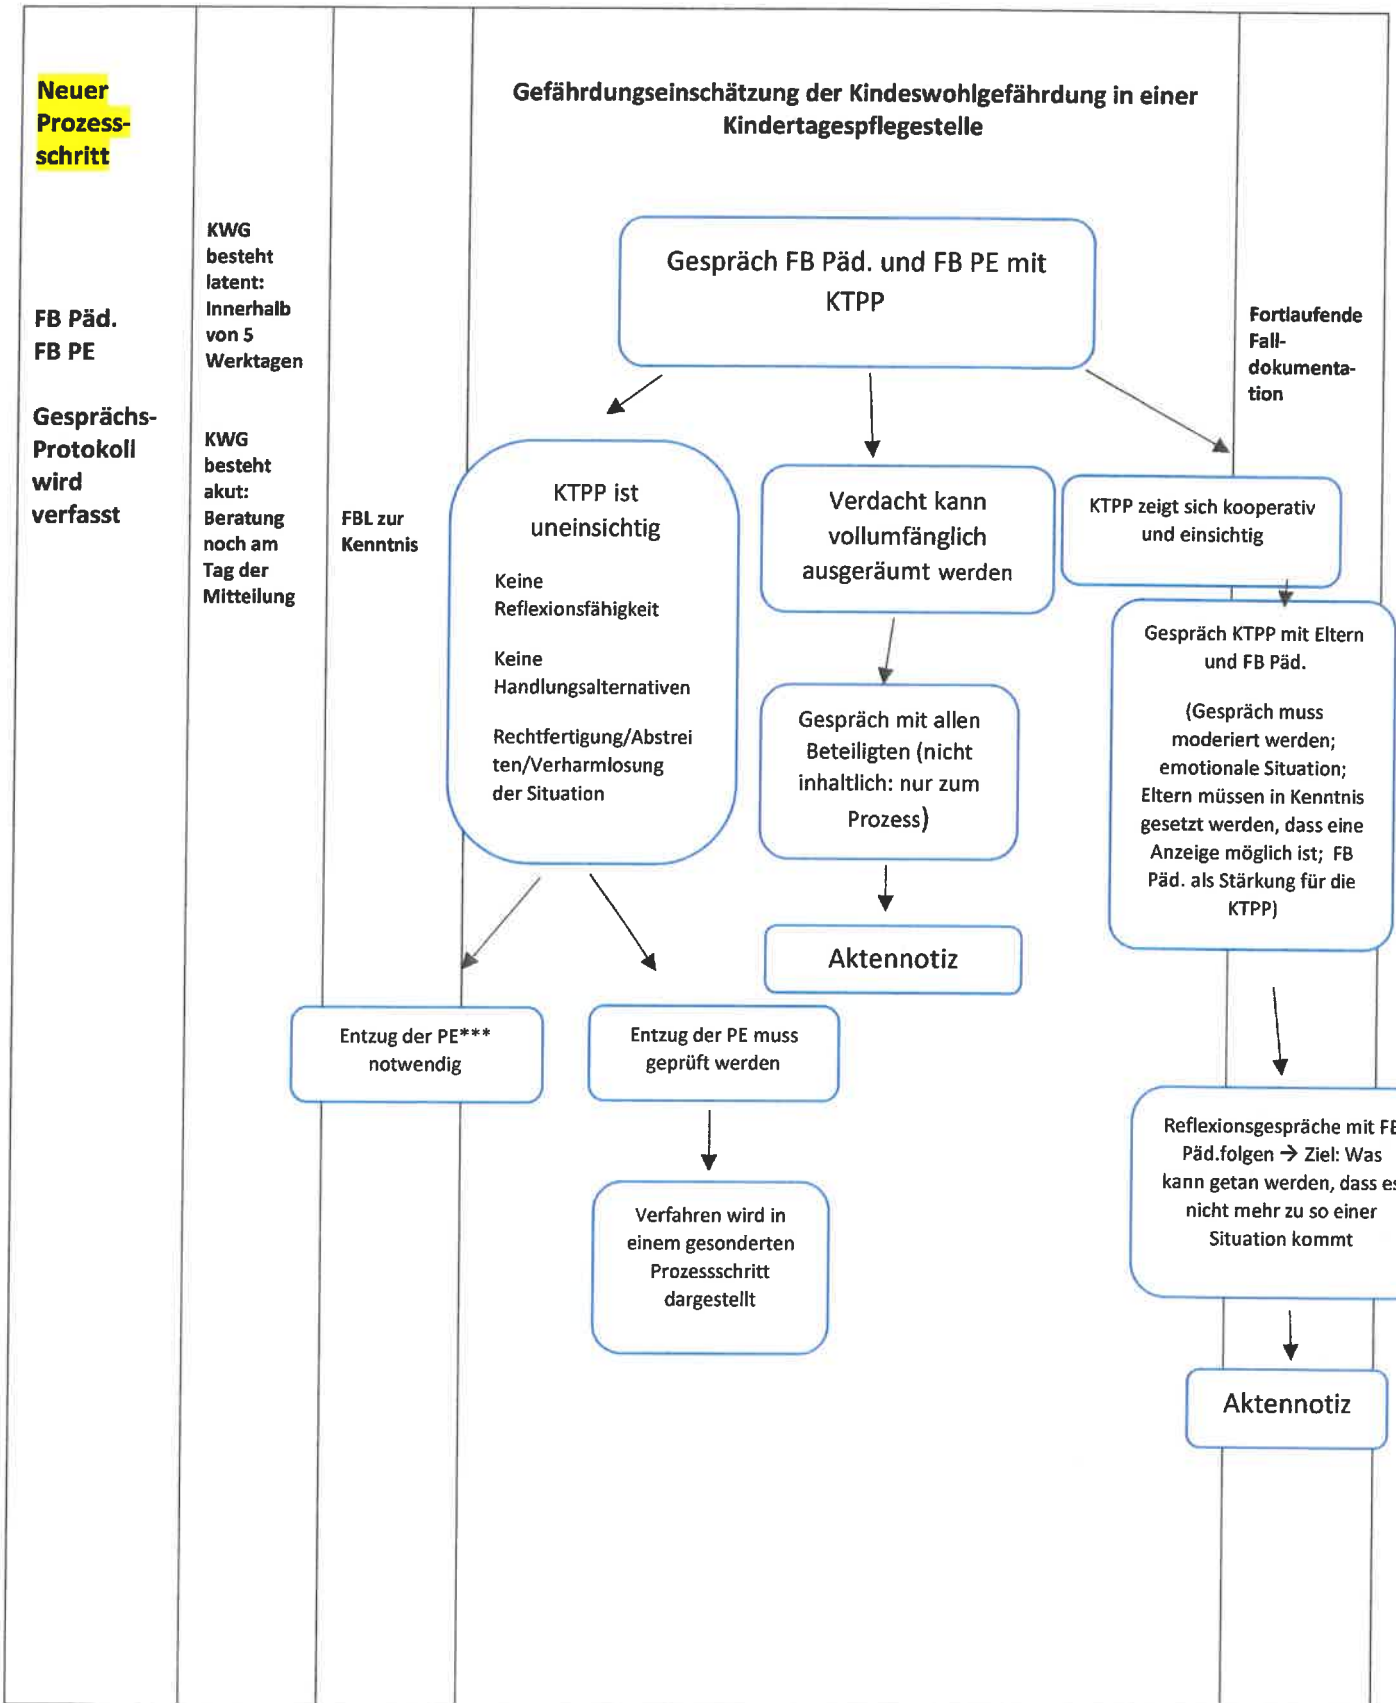 Neuer
Prozess-
schritt
FB Päd.
FB PE
Gesprächs-
Protokoll
wird
verfasst
KWG
besteht
latent:
Innerhalb
von 5
Werktagen
KWG
besteht
akut:
Beratung
noch am
Tag der
Mitteilung
FBL zur
Kenntnis
Gefährdungseinschätzung der Kindeswohlgefährdung in einer
Kindertagespflegestelle
Gespräch FB Päd. und FB PE mit
KTPP
KTPP ist
uneinsichtig
Keine
Reflexionsfähigkeit
Keine
Handlungsalternativen
Rechtfertigung/Abstrei
ten/Verharmlosung
der Situation
Entzug der PE***
notwendig
Entzug der PE muss
geprüft werden
Verfahren wird in
einem gesonderten
Prozessschritt
dargestellt
Verdacht kann
vollumfänglich
ausgeräumt werden
Gespräch mit allen
Beteiligten (nicht
inhaltlich: nur zum
Prozess)
Aktennotiz
Fortlaufende
Fall-
dokumenta-
tion
KTPP zeigt sich kooperativ
und einsichtig
Gespräch KTPP mit Eltern
und FB Päd.
(Gespräch muss
moderiert werden;
emotionale Situation;
Eltern müssen in Kenntnis
gesetzt werden, dass eine
Anzeige möglich ist; FB
Päd. als Stärkung für die
KTPP)
Reflexionsgespräche mit FB
Päd.folgen → Ziel: Was
kann getan werden, dass es
nicht mehr zu so einer
Situation kommt
Aktennotiz